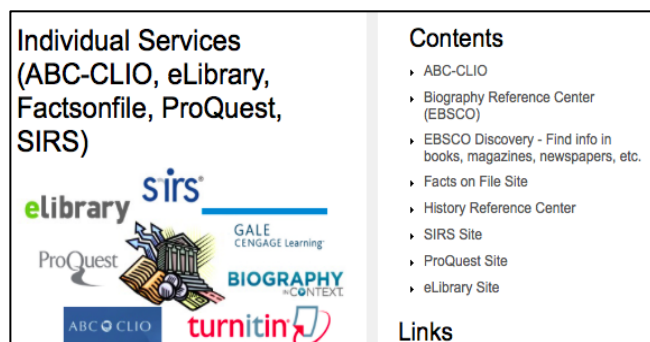 Individual Services
(ABC-CLIO, eLibrary,
Factsonfile, ProQuest,
SIRS)
sirs®
elibrary
GALE
CENGAGE Learning
ProQuest
BIOGRAPHY
IN CONTEXT
ABC CLIO
turnitin
Contents
ABC-CLIO
Biography Reference Center
(EBSCO)
EBSCO Discovery - Find info in
books, magazines, newspapers, etc.
Facts on File Site
History Reference Center
SIRS Site
ProQuest Site
eLibrary Site
Links